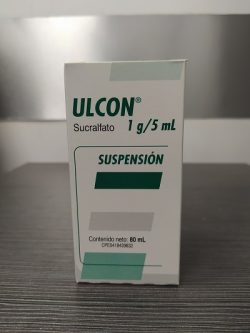 ULCON®
Sucralfato 1 g/5 mL
SUSPENSIÓN
Contenido neto: 80 mL